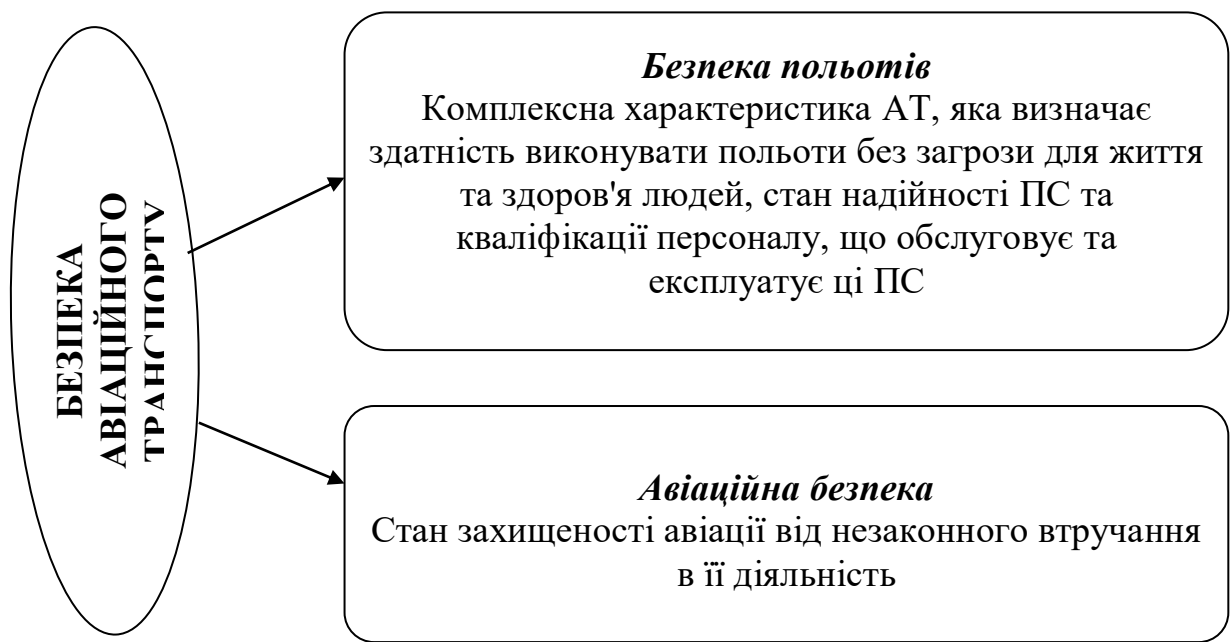 БЕЗПЕКА
АВІАЦІЙНОГО
ТРАНСПОРТУ
Безпека польотів
Комплексна характеристика АТ, яка визначає
здатність виконувати польоти без загрози для життя
та здоров'я людей, стан надійності ПС та
кваліфікації персоналу, що обслуговує та
експлуатує ці ПС
Авіаційна безпека
Стан захищеності авіації від незаконного втручання
в її діяльність